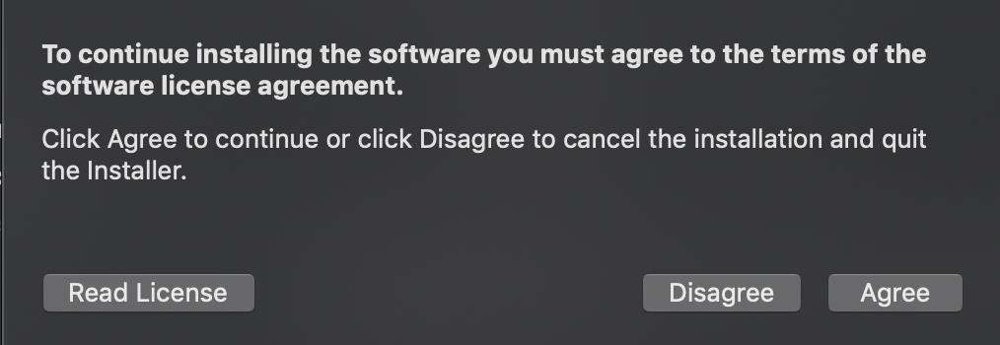 To continue installing the software you must agree to the terms of the
software license agreement.
Click Agree to continue or click Disagree to cancel the installation and quit
the Installer.
Read License
Disagree
Agree